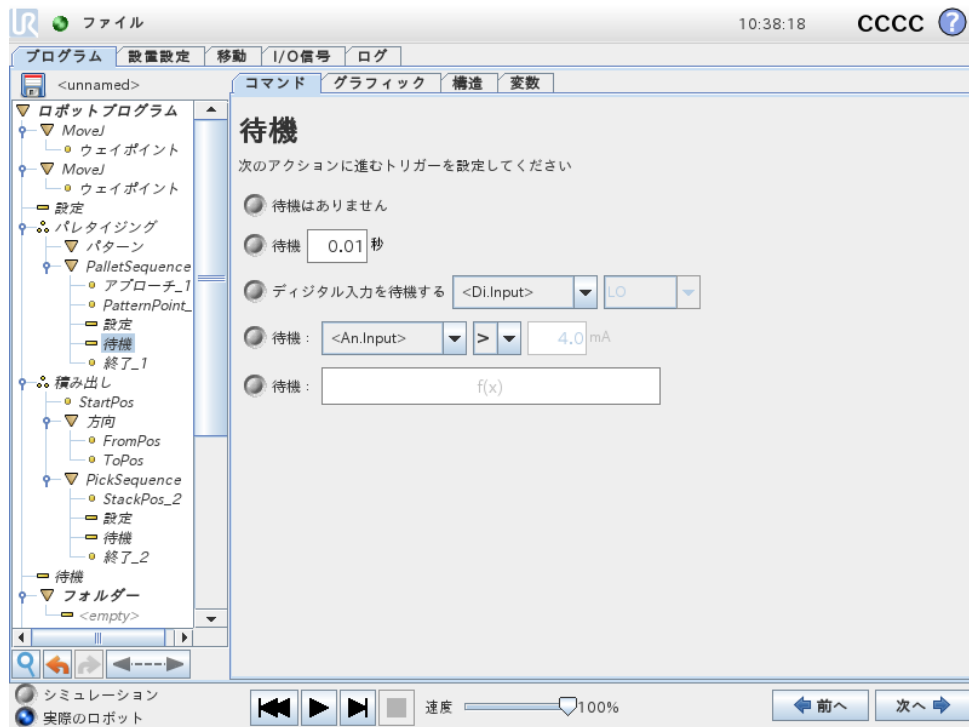 UR ファイル 10:38:18 CCCC ?
プログラム 設置設定 移動 I/O信号 ログ
<unnamed>
コマンド グラフィック 構造 変数
ロボットプログラム
MoveJ
ウェイポイント
MoveJ
ウェイポイント
設定
パレタイジング
パターン
PalletSequence
アプローチ_1
PatternPoint_
設定
待機
終了_1
積み出し
StartPos
方向
FromPos
ToPos
PickSequence
StackPos_2
設定
待機
終了_2
待機
フォルダー
<empty>
待機
次のアクションに進むトリガーを設定してください
待機はありません
待機 0.01 秒
ディジタル入力を待機する <Di.Input> LO
待機： <An.Input> > 4.0 mA
待機： f(x)
シミュレーション
実際のロボット
速度 100%
前へ 次へ